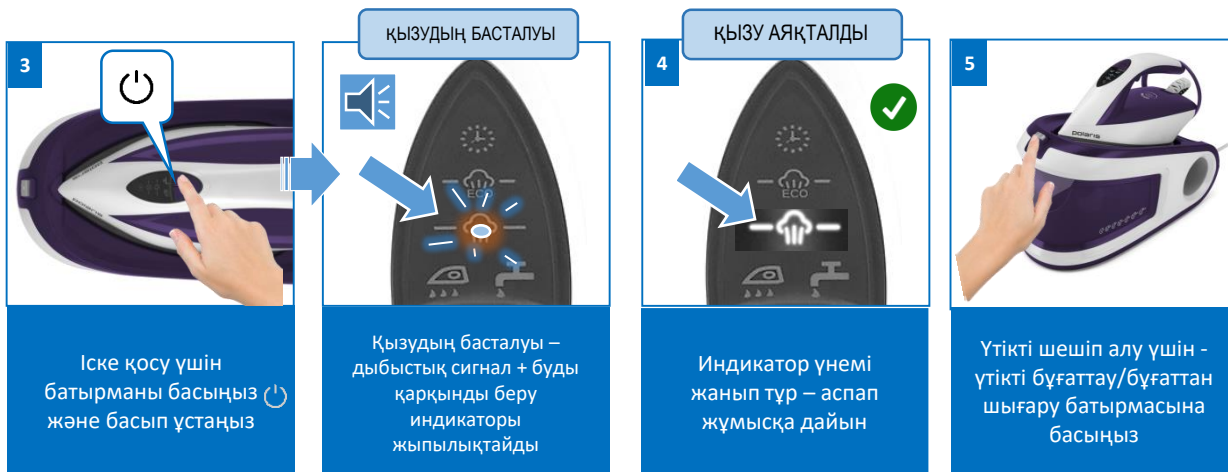 ҚЫЗУДЫҢ БАСТАЛУЫ
ҚЫЗУ АЯҚТАЛДЫ
3
4
5
ECO
ECO
polaris
Іске қосу үшін
батырманы басыңыз
және басып ұстаңыз
Қызудың басталуы –
дыбыстық сигнал + буды
қарқынды беру
индикаторы
жыпылықтайды
Индикатор үнемі
жанып тұр – аспап
жұмысқа дайын
Үтікті шешіп алу үшін -
үтікті бұғаттау/бұғаттан
шығару батырмасына
басыңыз